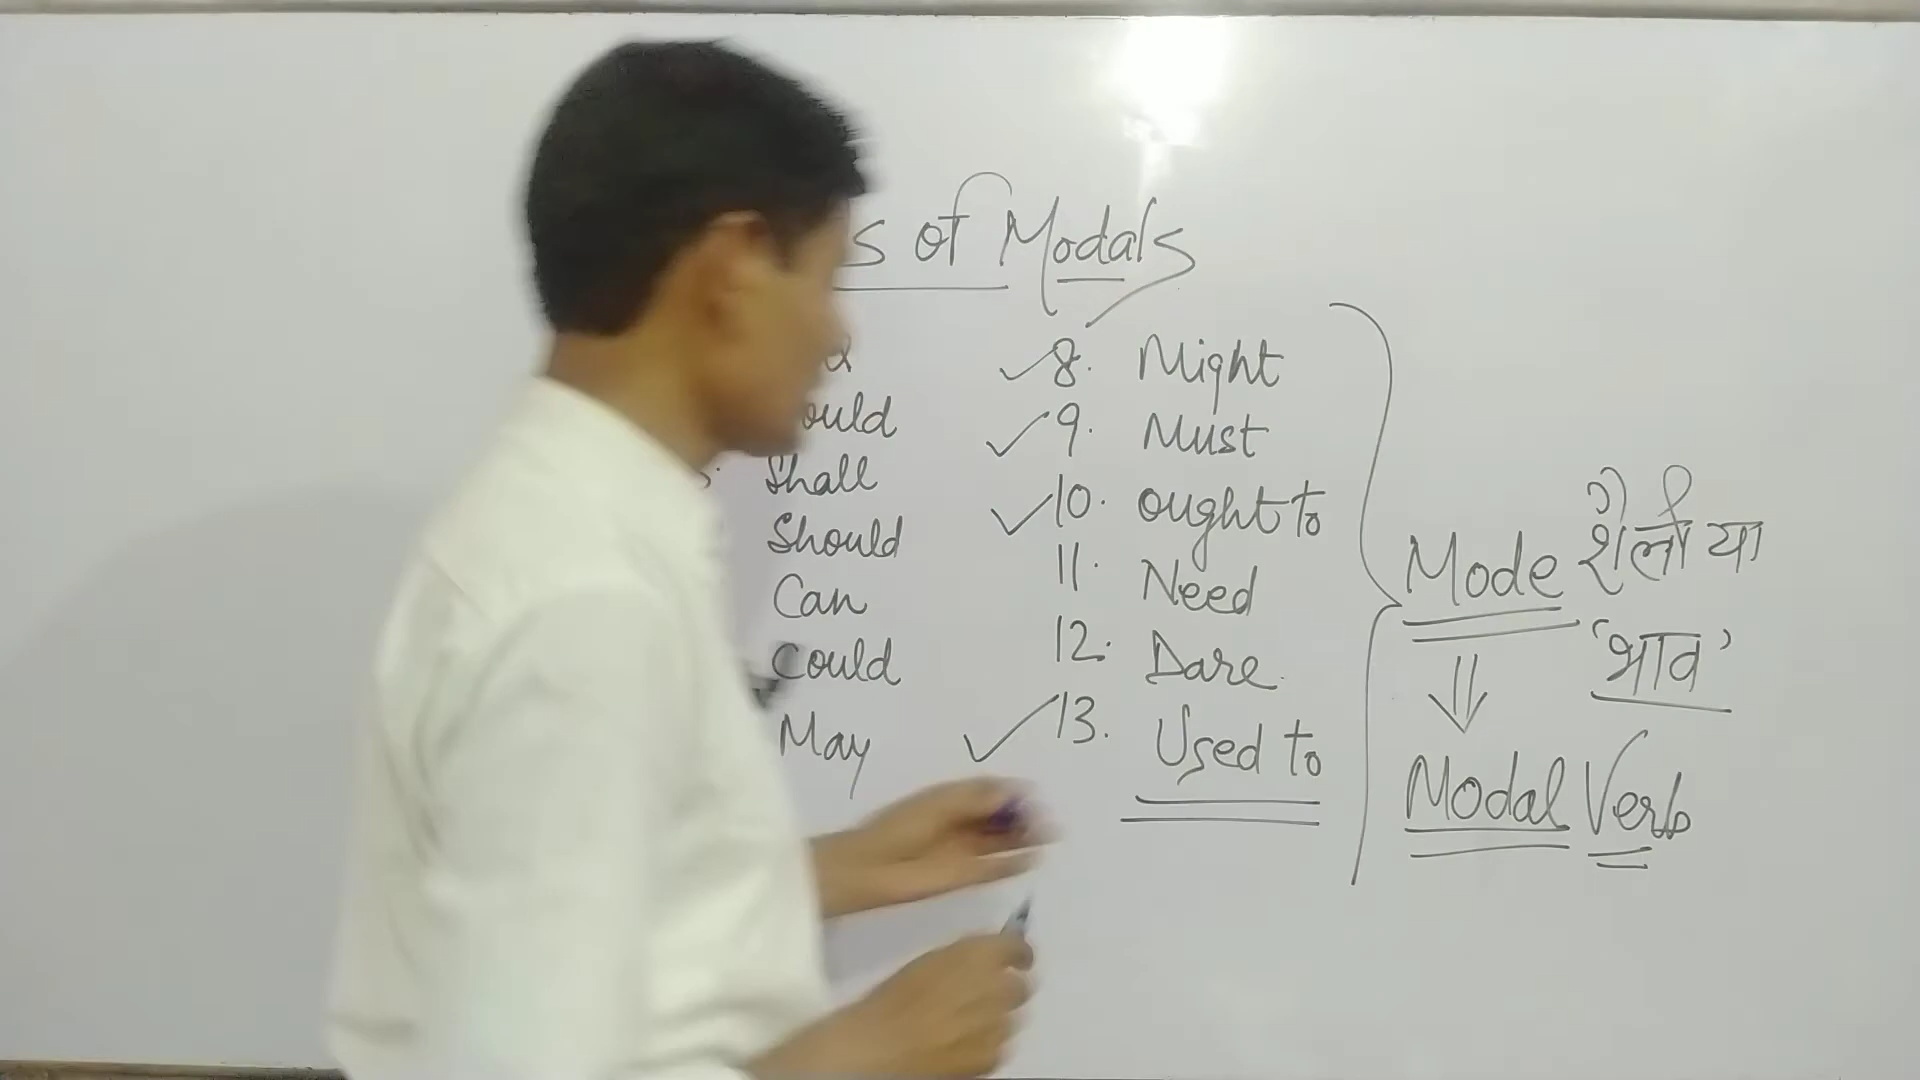 of Modals
Shall
Should
Can
Could
May
8. Might
9. Must
10. ought to
11. Need
12. Dare
13. Used to
Mode शैली या
'भाव'
Modal Verb